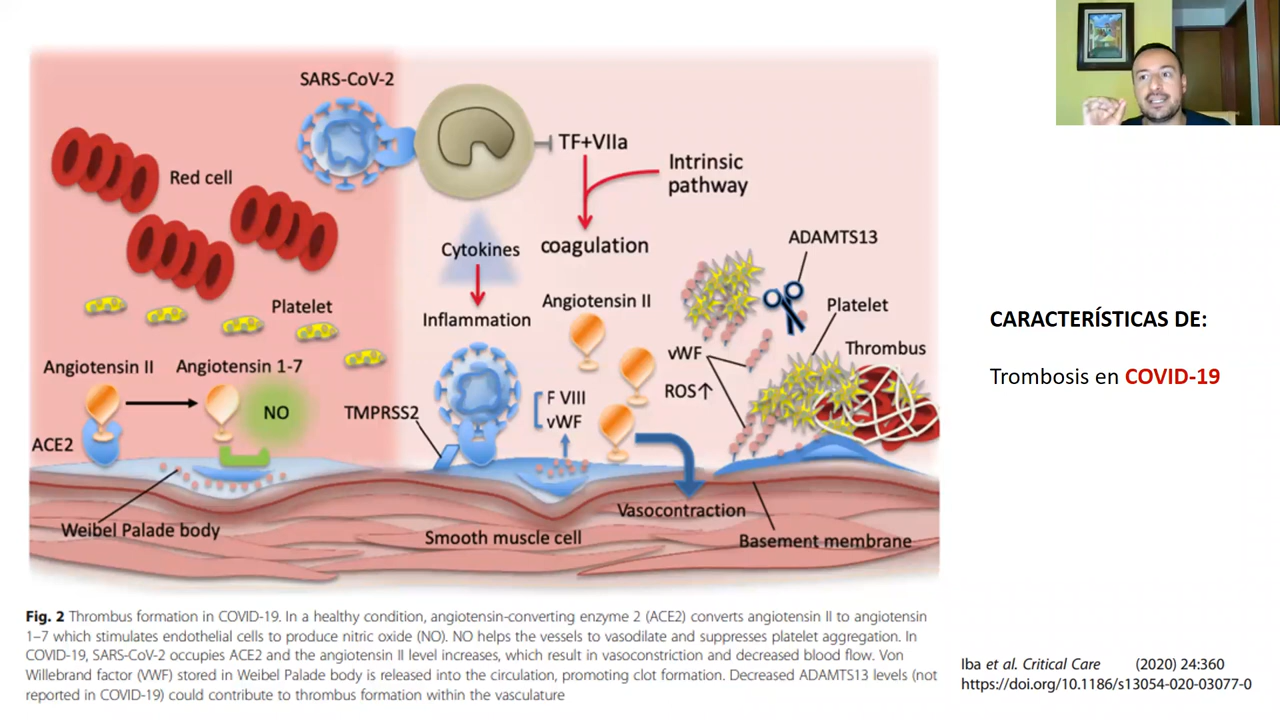 SARS-CoV-2
TF+VIIa
Intrinsic
pathway
Red cell
Cytokines
coagulation
ADAMTS13
Platelet
Angiotensin II
Platelet
Inflammation
vWF
Thrombus
Angiotensin II
Angiotensin 1-7
ROS↑
NO
TMPRSS2
F VIII
vWF
ACE2
Weibel Palade body
Smooth muscle cell
Vasocontraction
Basement membrane
CARACTERÍSTICAS DE:
Trombosis en COVID-19
Fig. 2 Thrombus formation in COVID-19. In a healthy condition, angiotensin-converting enzyme 2 (ACE2) converts angiotensin II to angiotensin
1–7 which stimulates endothelial cells to produce nitric oxide (NO). NO helps the vessels to vasodilate and suppresses platelet aggregation. In
COVID-19, SARS-CoV-2 occupies ACE2 and the angiotensin II level increases, which result in vasoconstriction and decreased blood flow. Von
Willebrand factor (VWF) stored in Weibel Palade body is released into the circulation, promoting clot formation. Decreased ADAMTS13 levels (not
reported in COVID-19) could contribute to thrombus formation within the vasculature
Iba et al. Critical Care (2020) 24:360
https://doi.org/10.1186/s13054-020-03077-0